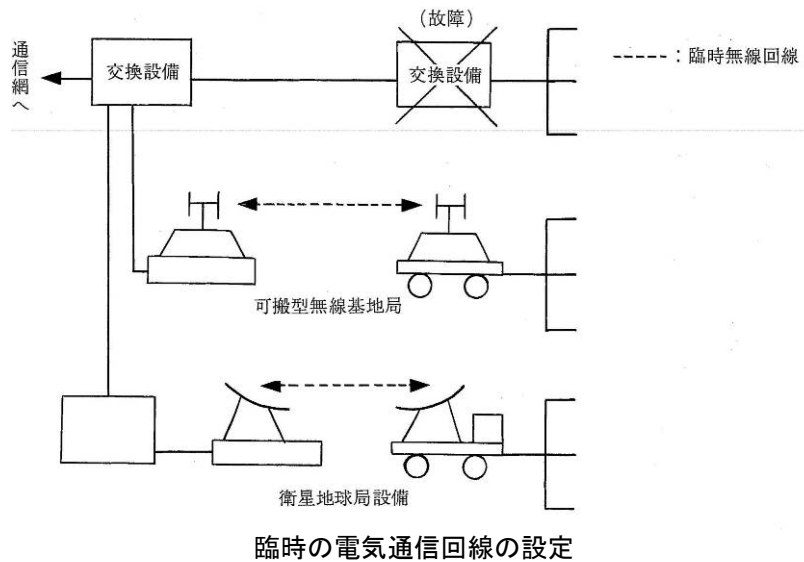 (故障)
通信網へ
交換設備
交換設備
-----:臨時無線回線
可搬型無線基地局
衛星地球局設備
臨時の電気通信回線の設定